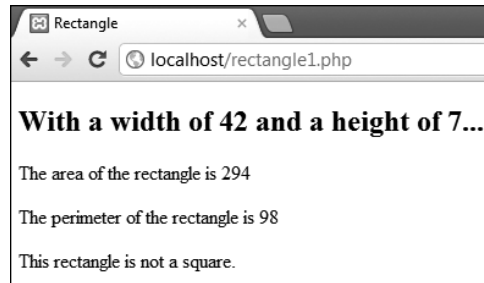 Rectangle
localhost/rectangle1.php
With a width of 42 and a height of 7...
The area of the rectangle is 294
The perimeter of the rectangle is 98
This rectangle is not a square.